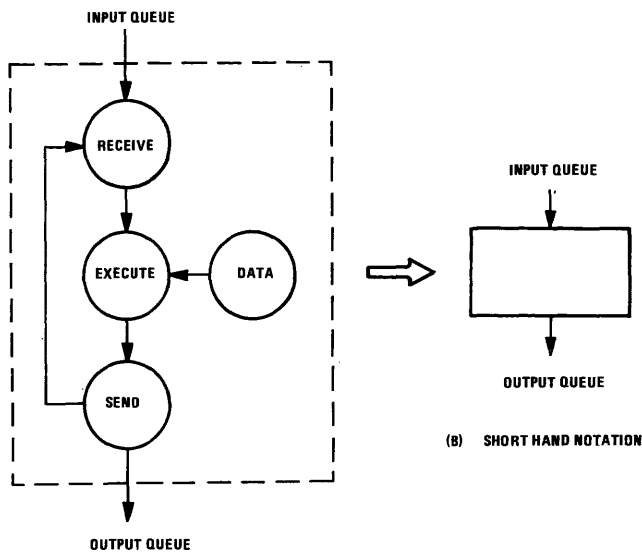 INPUT QUEUE
RECEIVE
EXECUTE
DATA
SEND
OUTPUT QUEUE
INPUT QUEUE
OUTPUT QUEUE
(B) SHORT HAND NOTATION